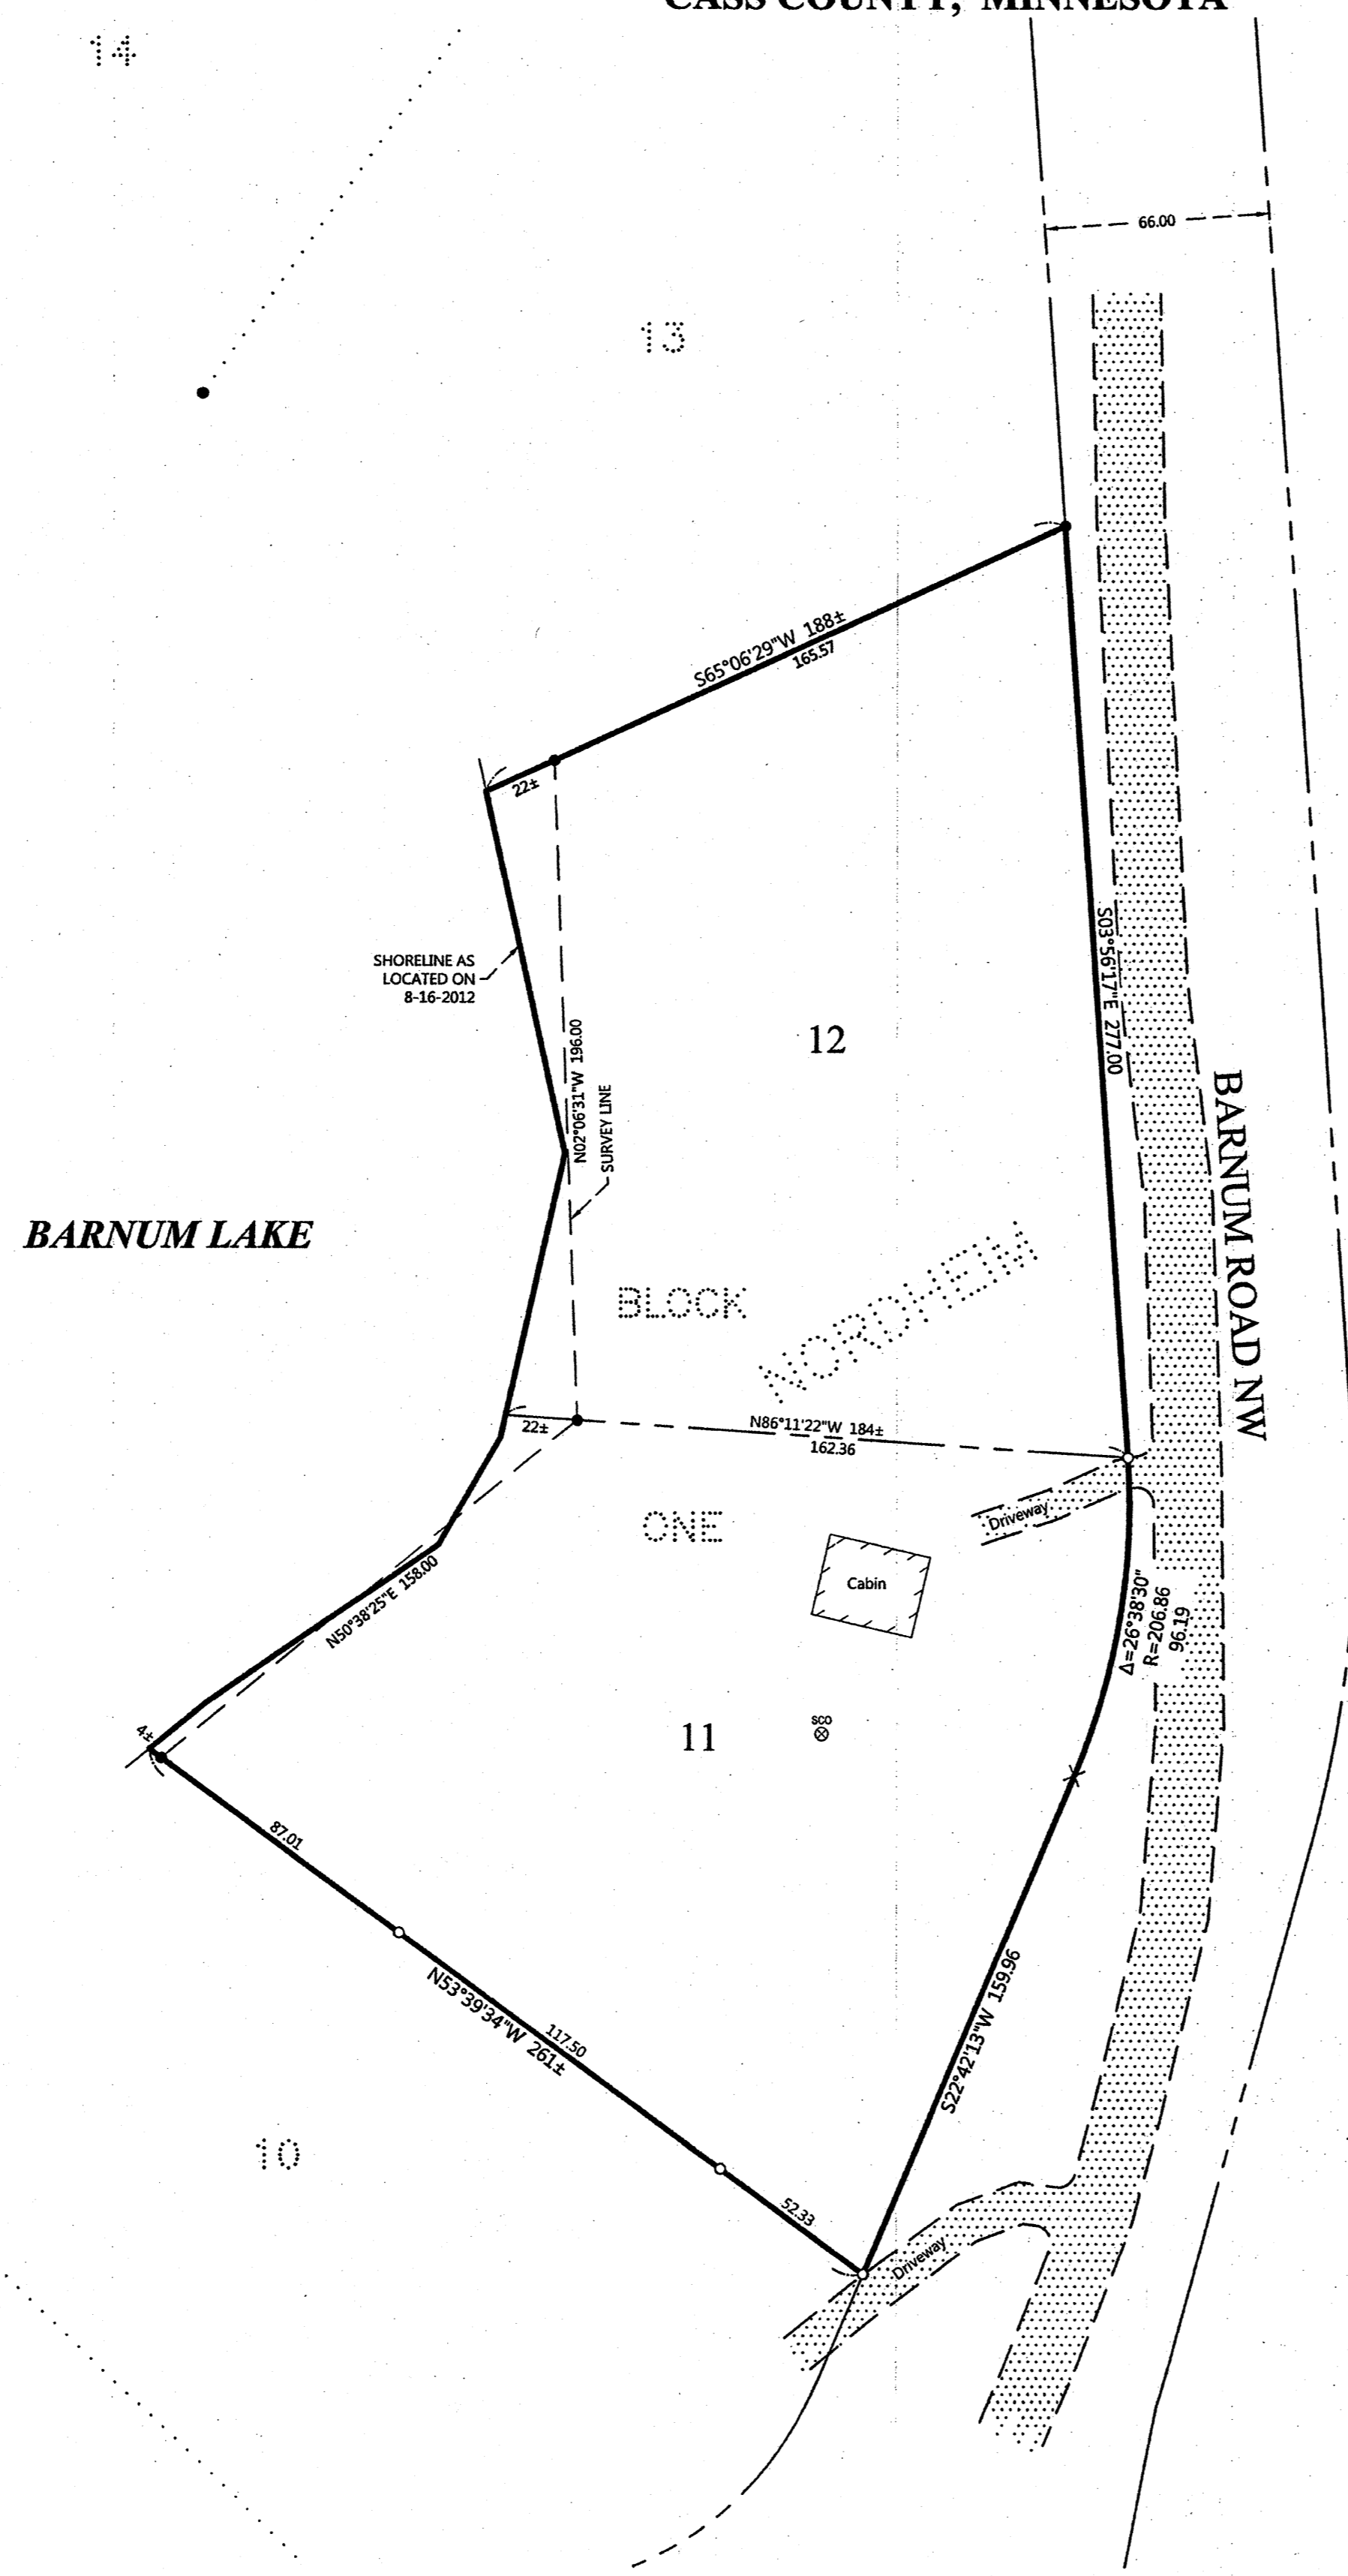 CASS COUNTY, MINNESOTA
14
66.00
13
S65°06'29"W 188±
165.57
22±
SHORELINE AS
LOCATED ON
8-16-2012
S03°56'17"E 277.00
N02°06'31"W 196.00
SURVEY LINE
12
BARNUM ROAD NW
BARNUM LAKE
BLOCK
NORDHEIM
22±
N86°11'22"W 184±
162.36
Driveway
ONE
Cabin
N50°38'25"E 158.00
Δ=26°38'30"
R=206.86
96.19
4±
11
SCO
87.01
N53°39'34"W 261±
117.50
S22°42'13"W 159.96
10
52.33
Driveway